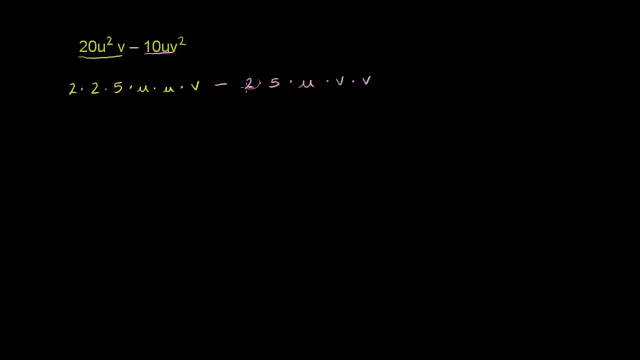 20u² v – 10uv²
2 · 2 · 5 · u · u · v – 2 · 5 · u · v · v